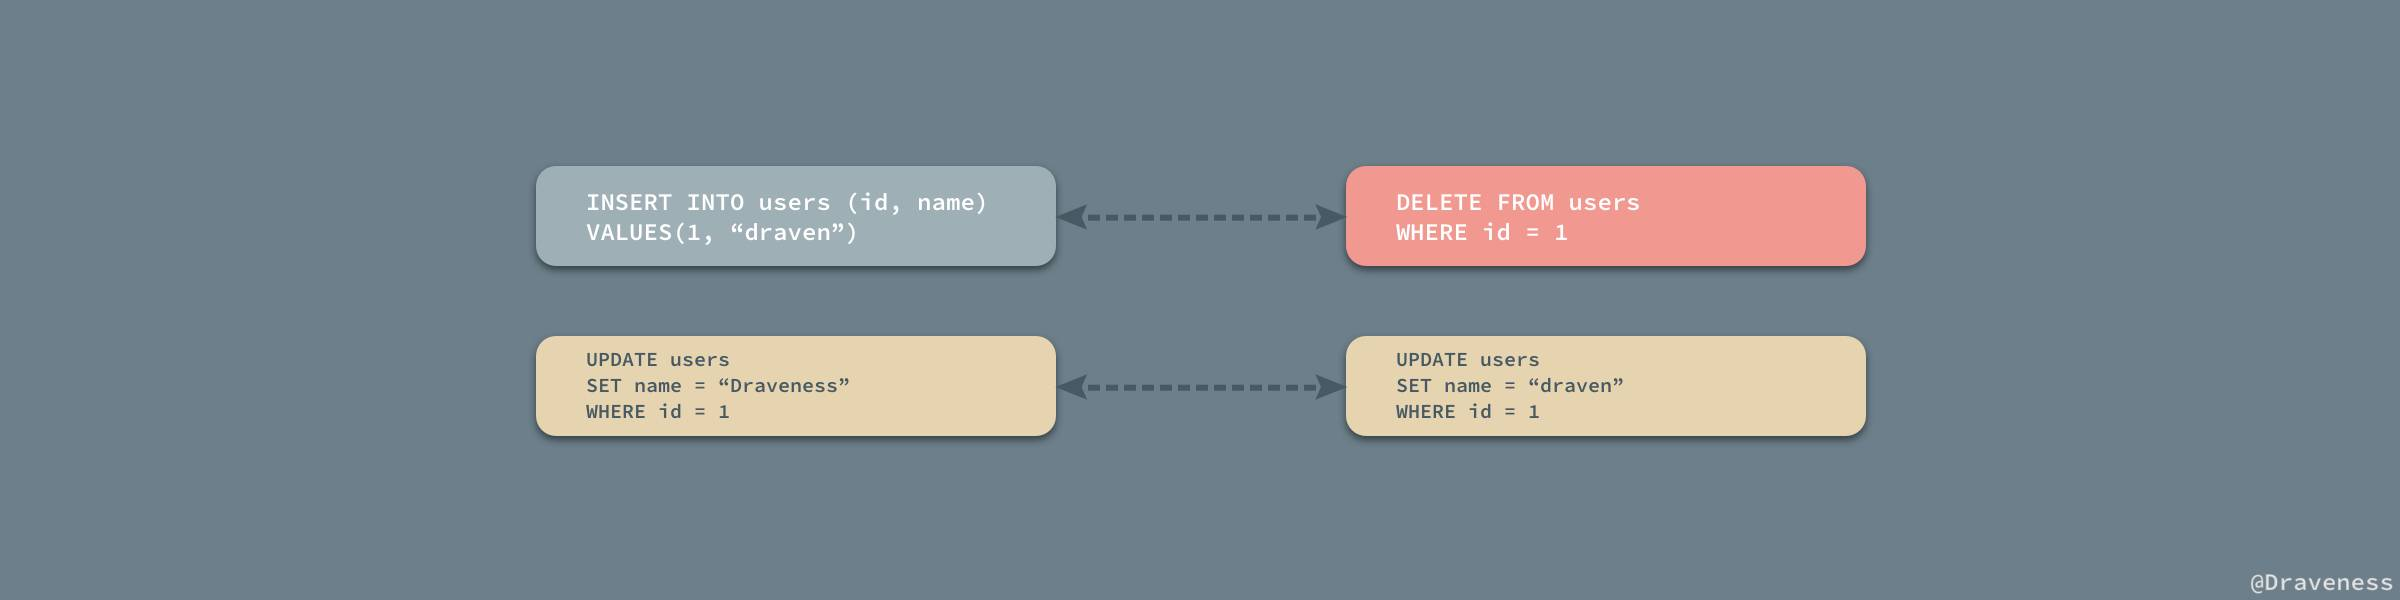 INSERT INTO users (id, name)
VALUES(1, “draven”)
DELETE FROM users
WHERE id = 1
UPDATE users
SET name = “Draveness”
WHERE id = 1
UPDATE users
SET name = “draven”
WHERE id = 1
@Draveness